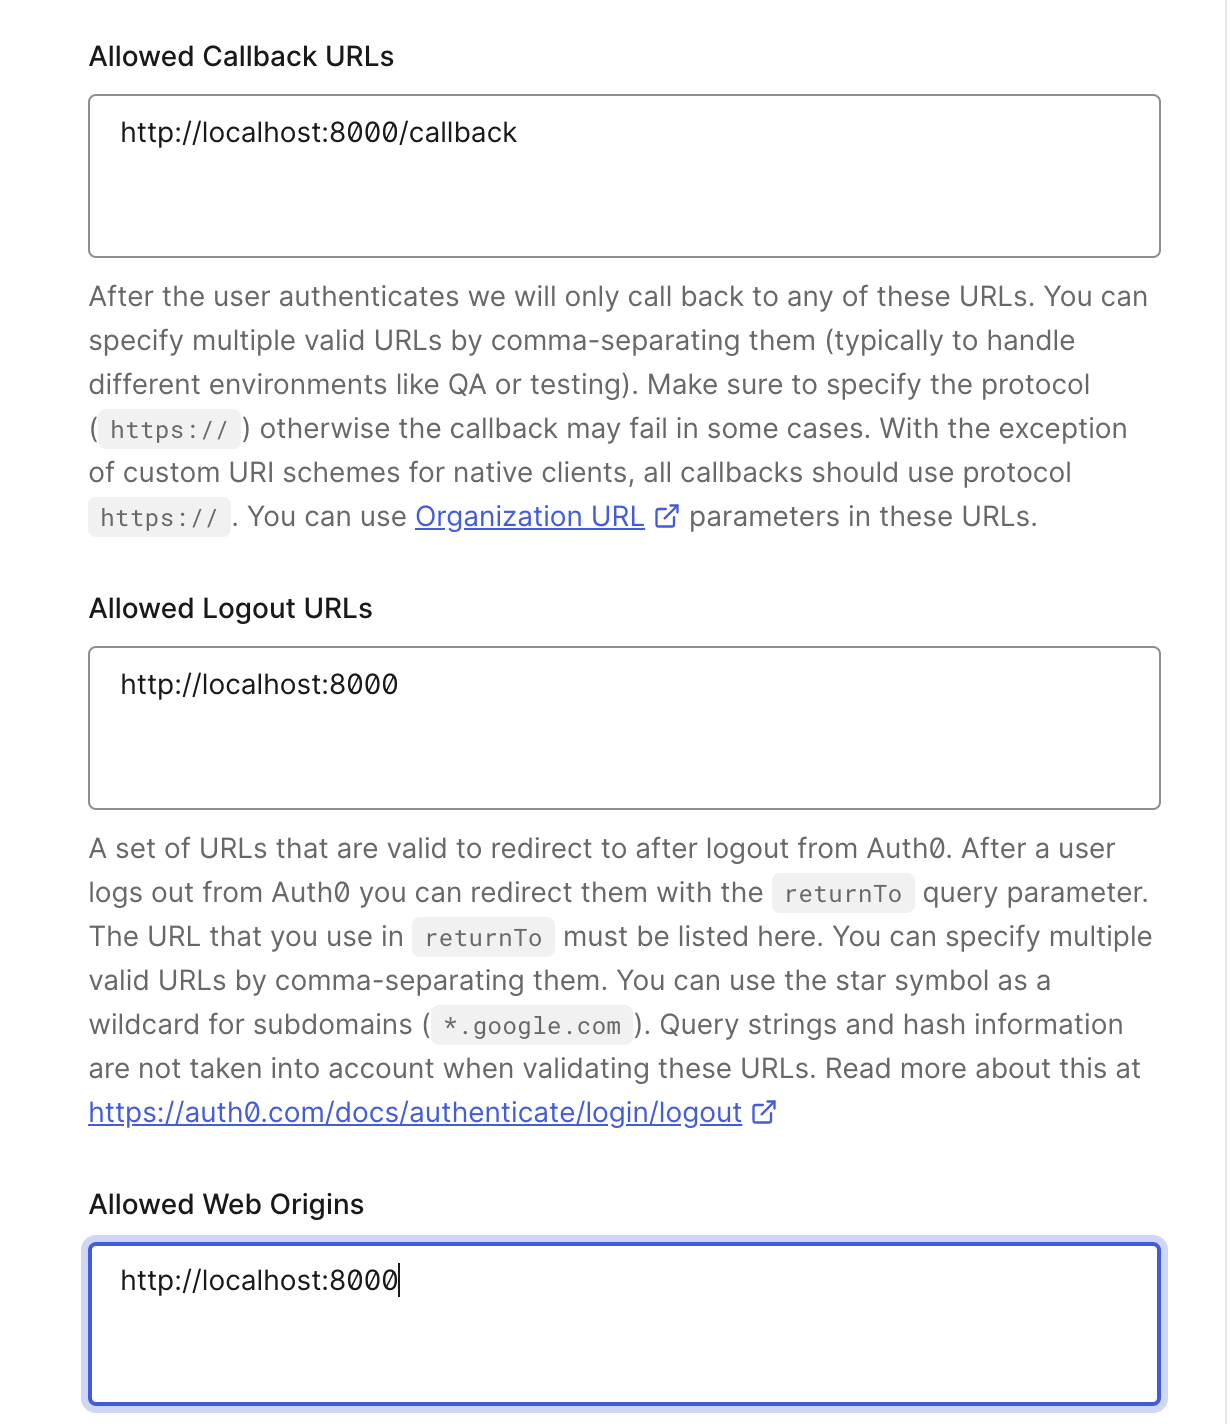 Allowed Callback URLs
http://localhost:8000/callback
After the user authenticates we will only call back to any of these URLs. You can
specify multiple valid URLs by comma-separating them (typically to handle
different environments like QA or testing). Make sure to specify the protocol
( https:// ) otherwise the callback may fail in some cases. With the exception
of custom URI schemes for native clients, all callbacks should use protocol
https:// . You can use Organization URL parameters in these URLs.
Allowed Logout URLs
http://localhost:8000
A set of URLs that are valid to redirect to after logout from Auth0. After a user
logs out from Auth0 you can redirect them with the returnTo query parameter.
The URL that you use in returnTo must be listed here. You can specify multiple
valid URLs by comma-separating them. You can use the star symbol as a
wildcard for subdomains ( *.google.com ). Query strings and hash information
are not taken into account when validating these URLs. Read more about this at
https://auth0.com/docs/authenticate/login/logout
Allowed Web Origins
http://localhost:8000